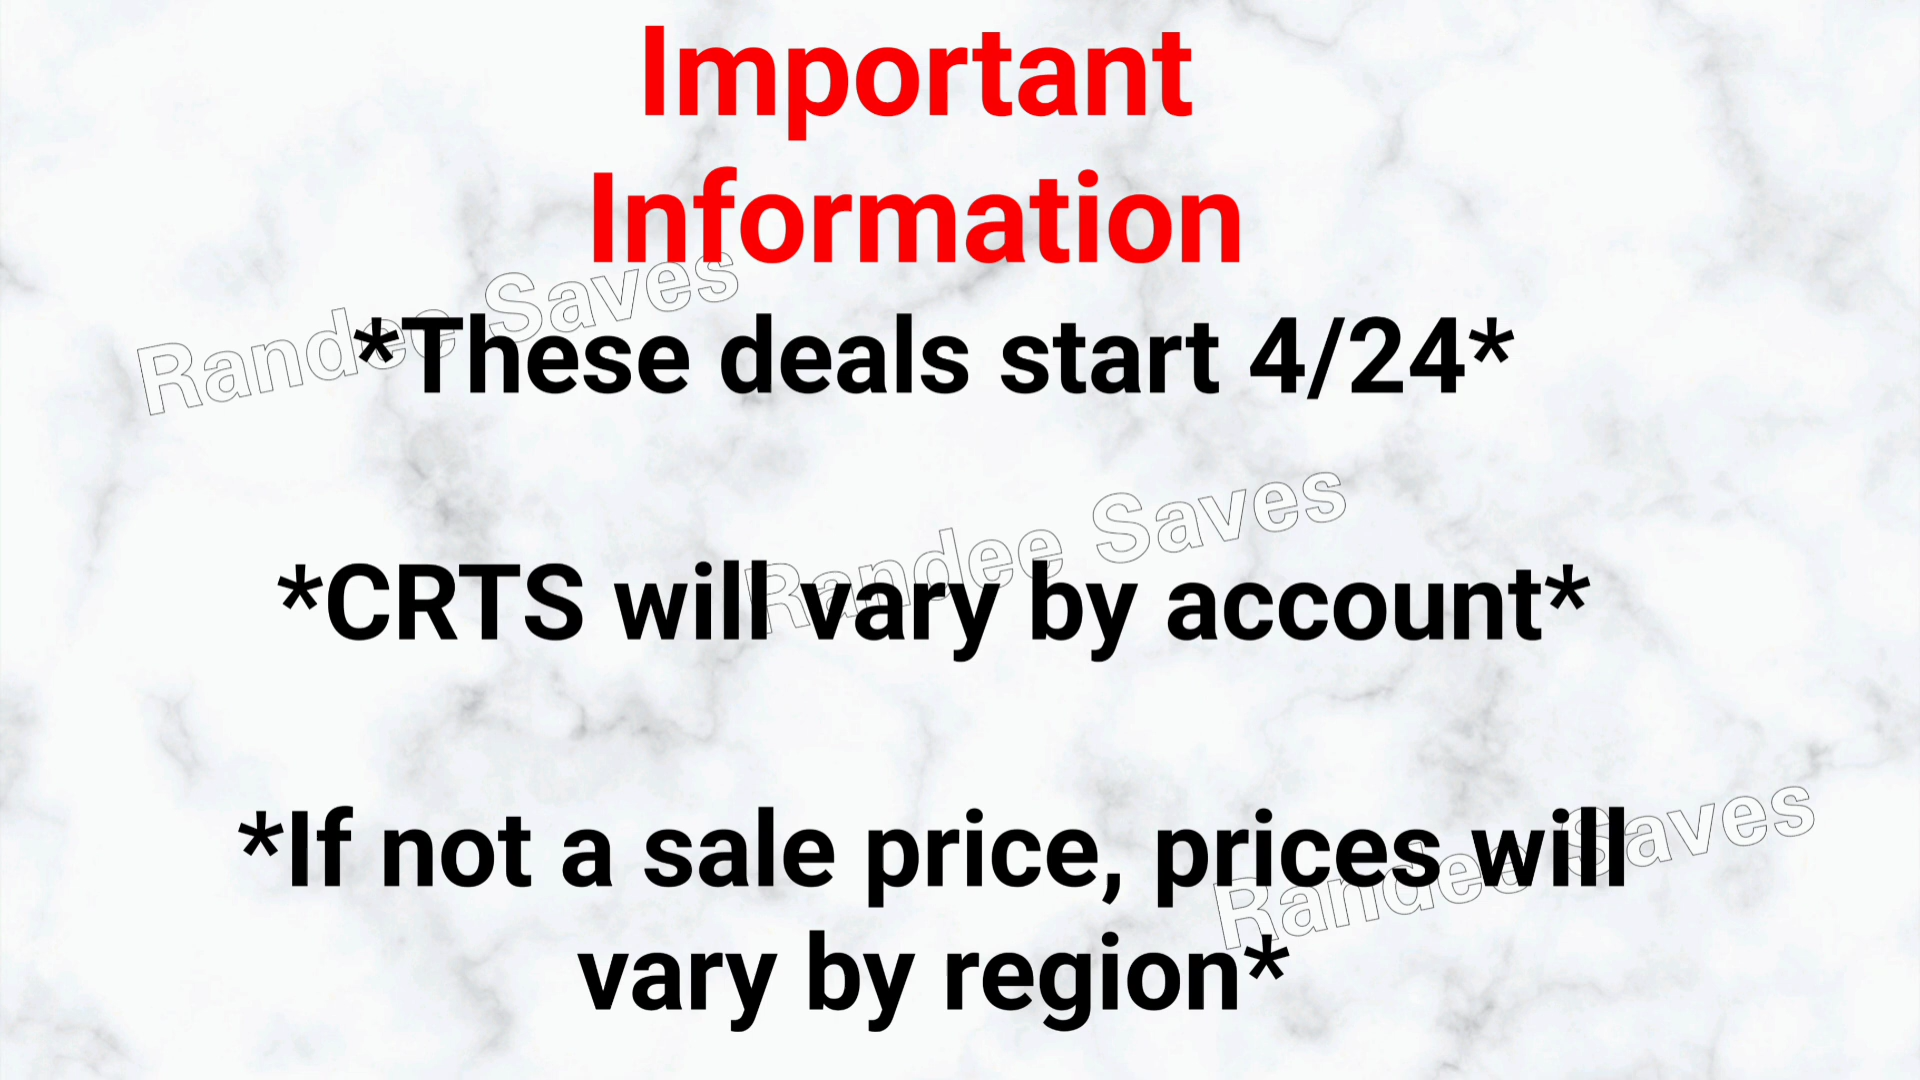 Important
Information
Randee Saves
*These deals start 4/24*
Randee Saves
*CRTS will vary by account*
Randee Saves
*If not a sale price, prices will
vary by region*